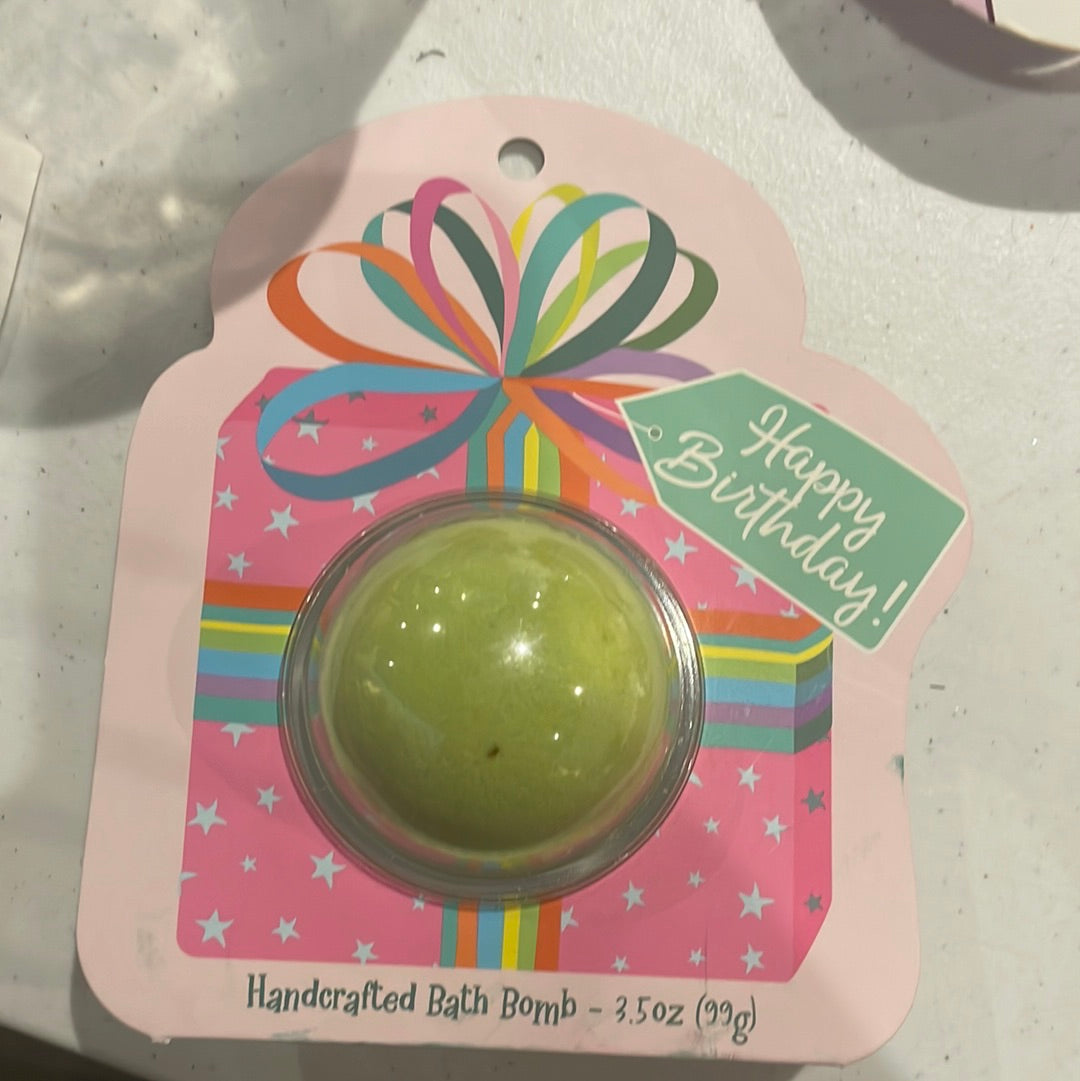 Happy
Birthday!
Handcrafted Bath Bomb - 3.5oz (99g)